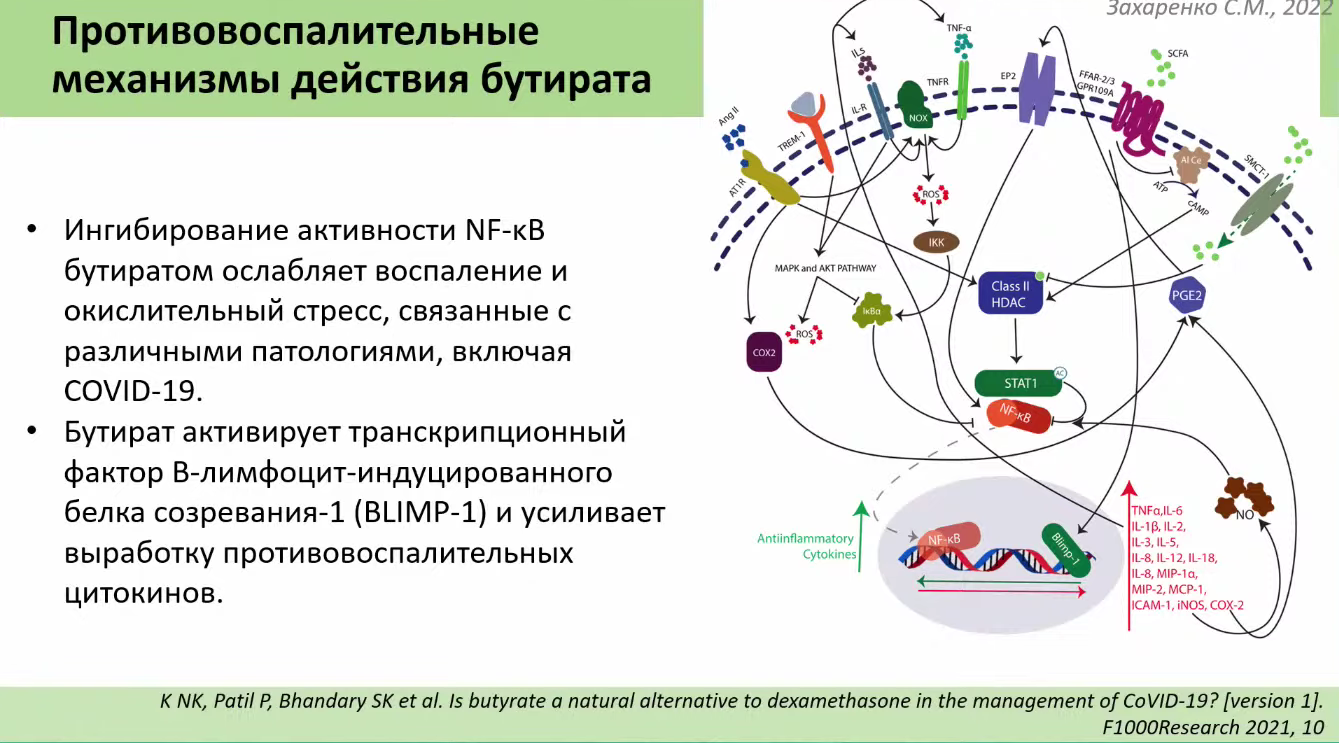 Захаренко С.М., 2022
Противовоспалительные
механизмы действия бутирата
• Ингибирование активности NF-κB
бутиратом ослабляет воспаление и
окислительный стресс, связанные с
различными патологиями, включая
COVID-19.
• Бутират активирует транскрипционный
фактор В-лимфоцит-индуцированного
белка созревания-1 (BLIMP-1) и усиливает
выработку противовоспалительных
цитокинов.
Ang II
AT1R
TREM-1
ILs
IL-R
NOX
TNF-α
TNFR
EP2
FFAR-2/3
GPR109A
SCFA
Al Ce
ATP
cAMP
SMCT-1
ROS
IKK
MAPK and AKT PATHWAY
IκBα
ROS
COX2
Class II
HDAC
PGE2
STAT1
AC
NF-κB
NO
Antiinflammatory
Cytokines
NF-κB
Blimp-1
TNFα,IL-6
IL-1β, IL-2,
IL-3, IL-5,
IL-8, IL-12, IL-18,
IL-8, MIP-1α,
MIP-2, MCP-1,
ICAM-1, iNOS, COX-2
K NK, Patil P, Bhandary SK et al. Is butyrate a natural alternative to dexamethasone in the management of CoVID-19? [version 1].
F1000Research 2021, 10